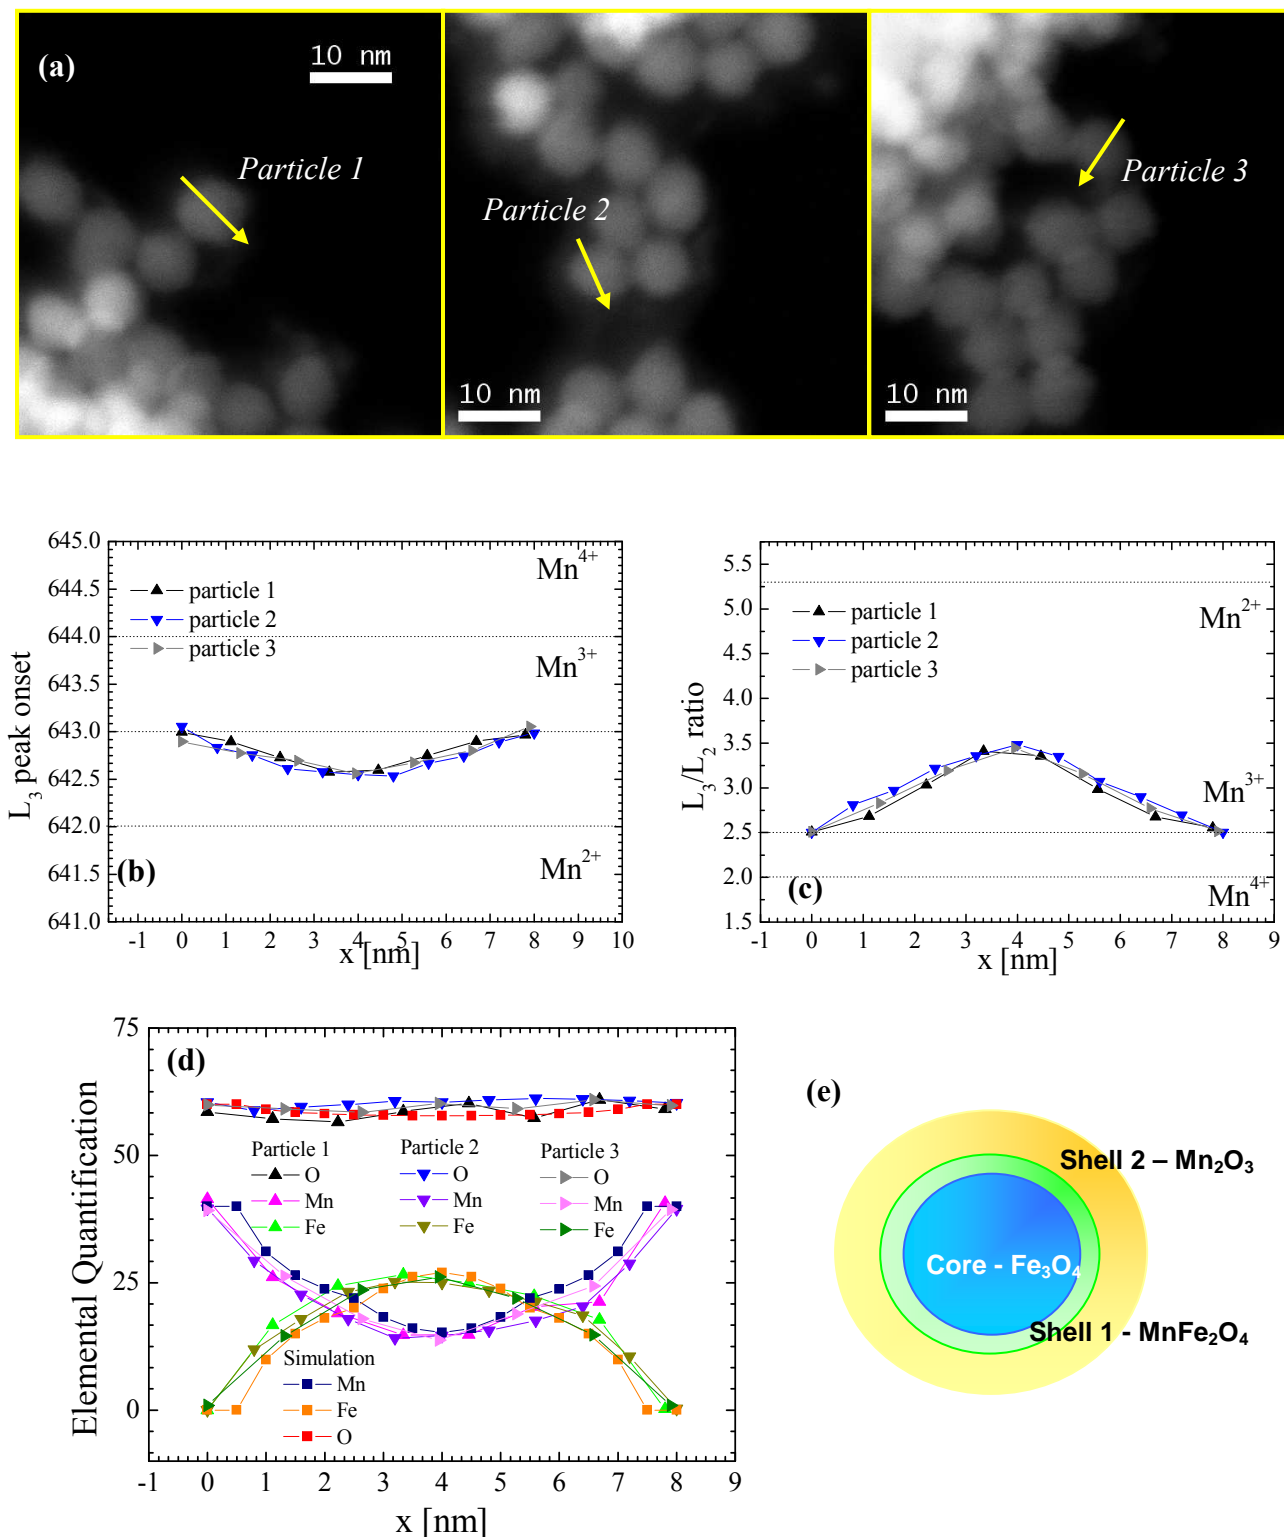 (a)
10 nm
Particle 1
Particle 2
10 nm
Particle 3
10 nm
645.0
644.5
644.0
643.5
643.0
642.5
642.0
641.5
641.0
L3 peak onset
particle 1
particle 2
particle 3
Mn4+
Mn3+
Mn2+
(b)
-1 0 1 2 3 4 5 6 7 8 9 10
x [nm]
5.5
5.0
4.5
4.0
3.5
3.0
2.5
2.0
1.5
L3/L2 ratio
particle 1
particle 2
particle 3
Mn2+
Mn3+
Mn4+
(c)
-1 0 1 2 3 4 5 6 7 8 9
x [nm]
75
50
25
0
Elemental Quantification
(d)
Particle 1
O
Mn
Fe
Particle 2
O
Mn
Fe
Particle 3
O
Mn
Fe
Simulation
Mn
Fe
O
-1 0 1 2 3 4 5 6 7 8 9
x [nm]
(e)
Shell 2 – Mn2O3
Core - Fe3O4
Shell 1 - MnFe2O4